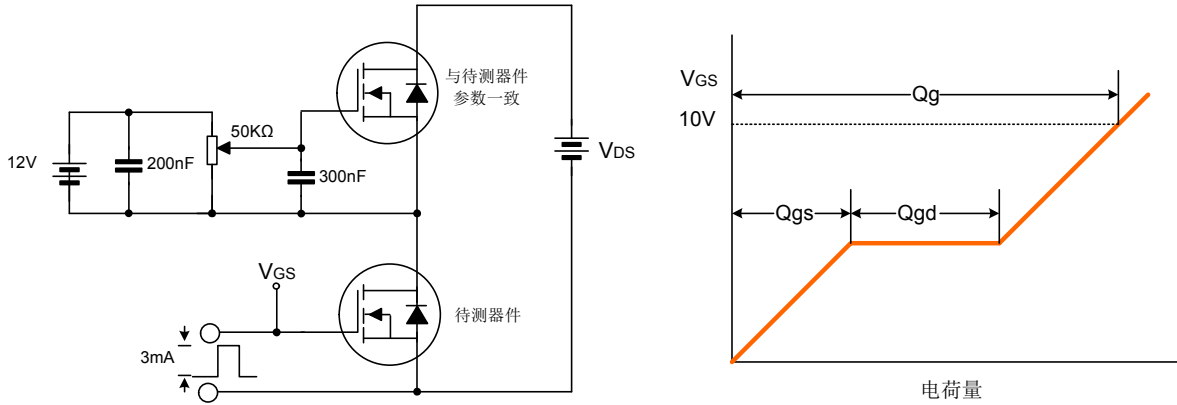 与待测器件
参数一致
12V
200nF
50KΩ
300nF
VDS
VGS
待测器件
3mA
VGS
10V
Qg
Qgs
Qgd
电荷量